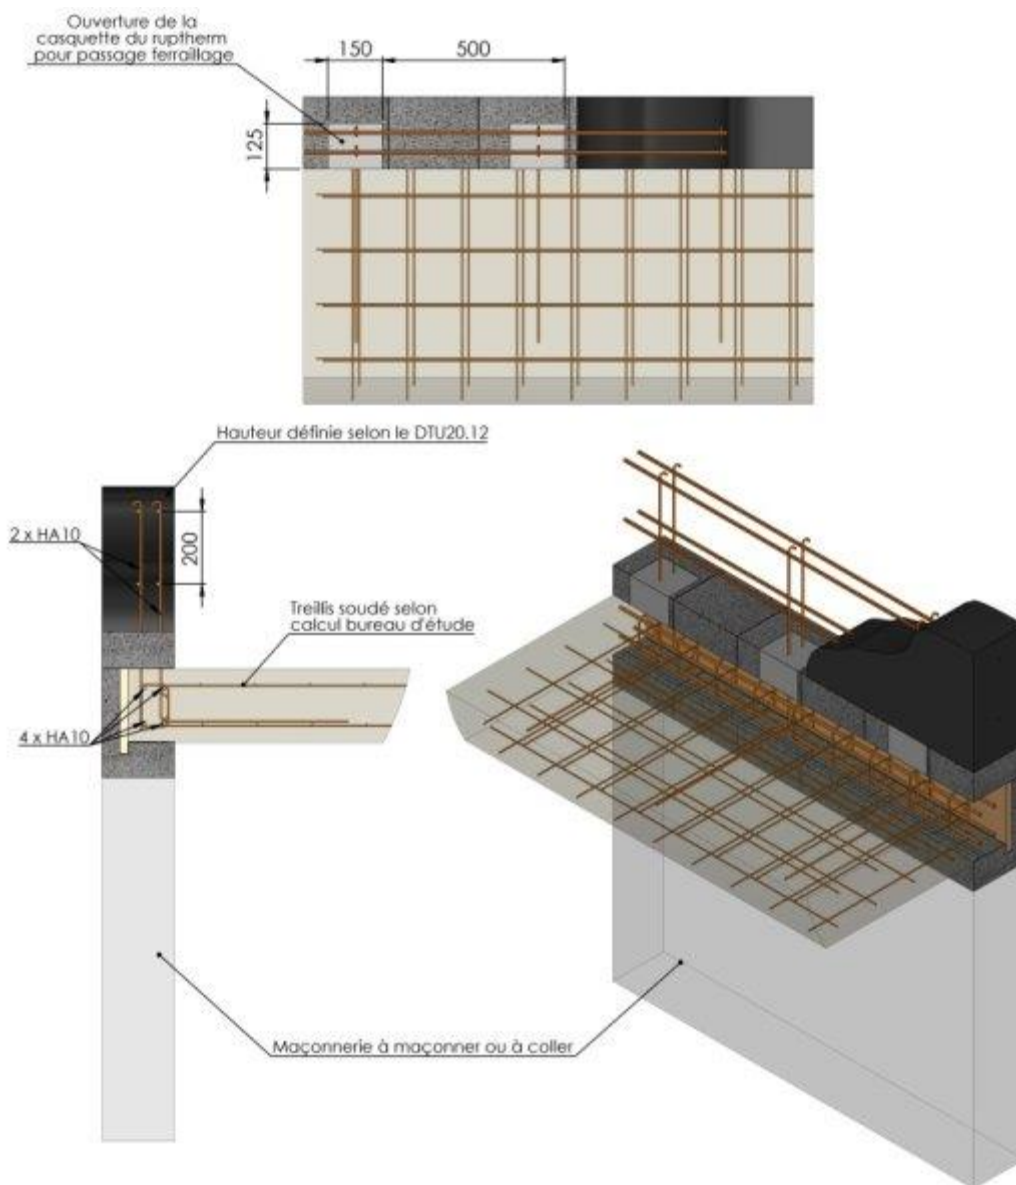 Ouverture de la
casquette du ruptherm
pour passage ferraillage
150
500
125
Hauteur définie selon le DTU20.12
2 x HA10
200
Treillis soudé selon
calcul bureau d'étude
4 x HA10
Maçonnerie à maçonner ou à coller